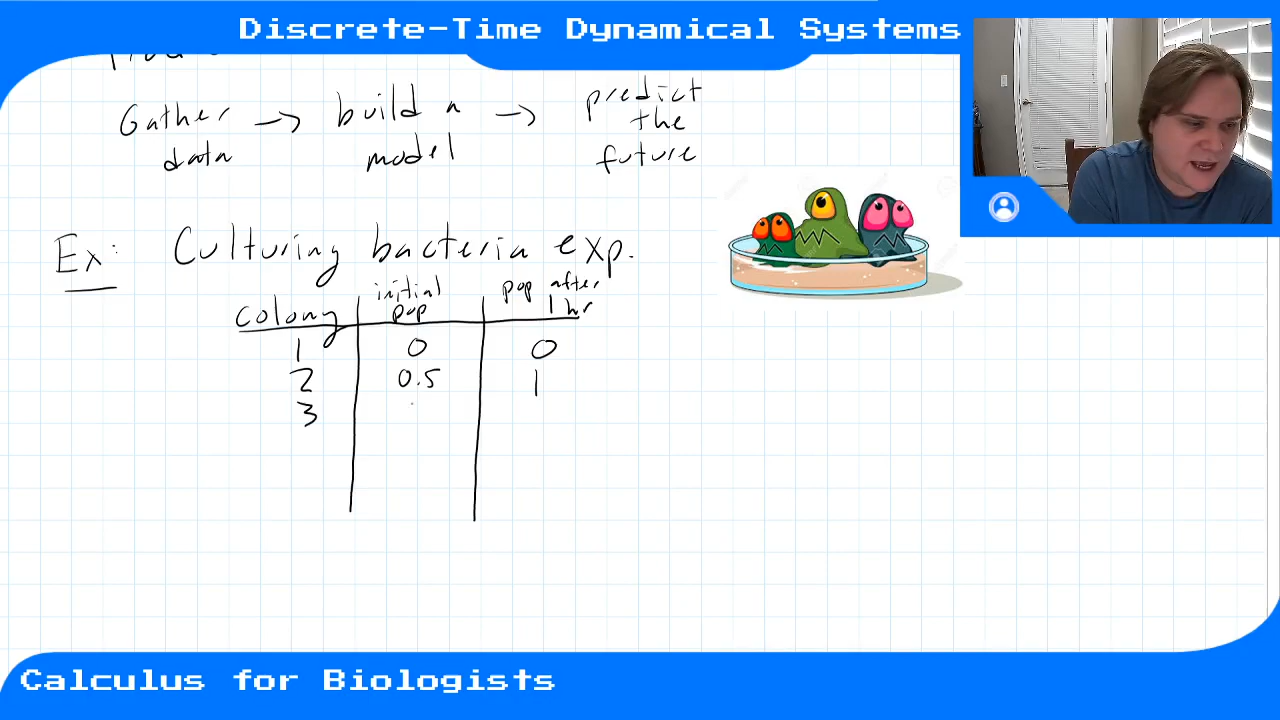 Discrete-Time Dynamical Systems
Gather → build a → predict
data model the
future
Ex: Culturing bacteria exp.
colony initial pop pop after 1 hr
1 0 0
2 0.5 1
3
Calculus for Biologists